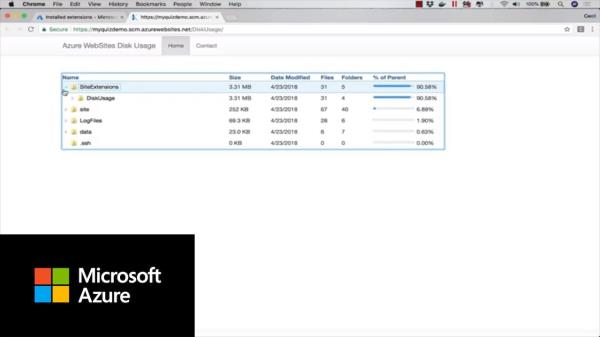 Chrome File Edit View History Bookmarks People Window Help 100% Cecil
Installed extensions - Micros https://myquizdemo.scm.azure
Secure https://myquizdemo.scm.azurewebsites.net/DiskUsage/
Azure WebSites Disk Usage Home Contact
Name Size Date Modified Files Folders % of Parent
SiteExtensions 3.31 MB 4/23/2018 31 5 90.58%
DiskUsage 3.31 MB 4/23/2018 31 4 90.58%
site 252 KB 4/23/2018 67 40 6.89%
LogFiles 69.3 KB 4/23/2018 28 6 1.90%
data 23.0 KB 4/23/2018 6 7 0.63%
.ssh 0 KB 4/23/2018 0 0 0.00%
Microsoft
Azure